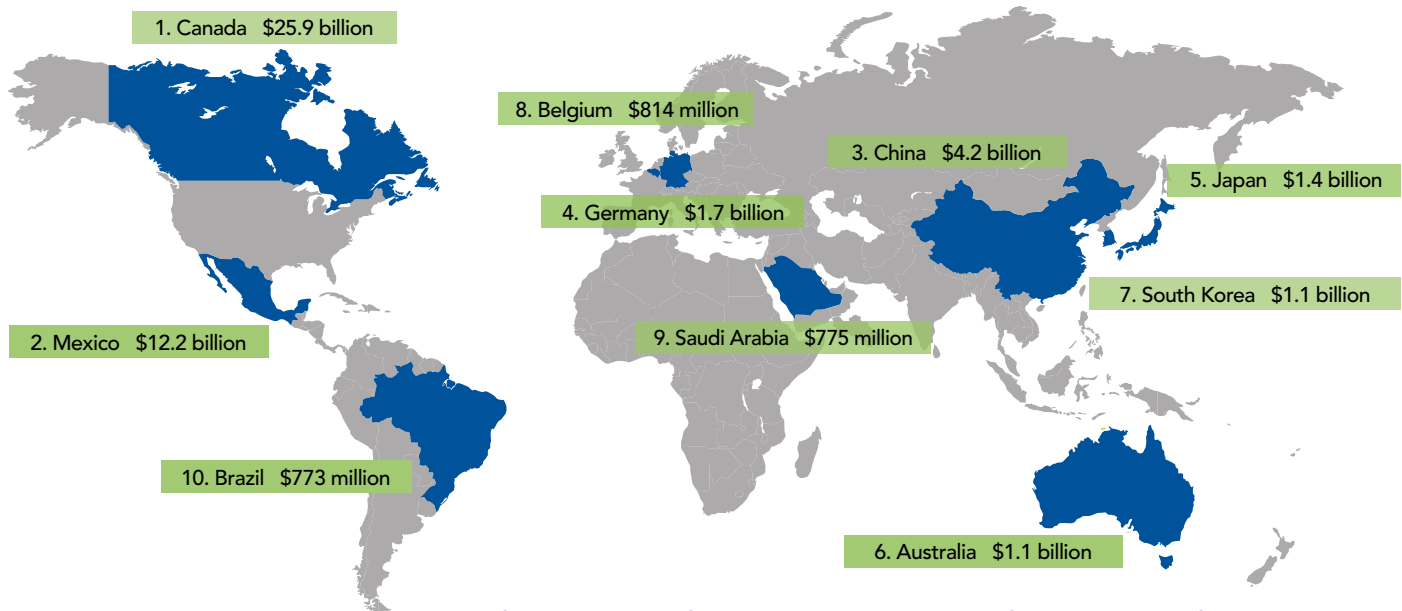 1. Canada $25.9 billion
8. Belgium $814 million
3. China $4.2 billion
5. Japan $1.4 billion
4. Germany $1.7 billion
7. South Korea $1.1 billion
2. Mexico $12.2 billion
9. Saudi Arabia $775 million
10. Brazil $773 million
6. Australia $1.1 billion